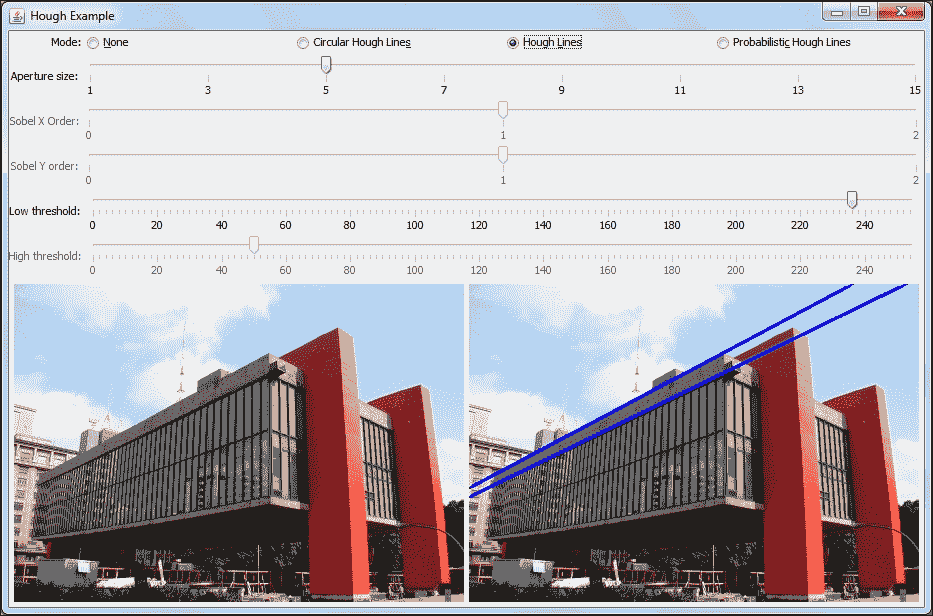 Hough Example
Mode: None Circular Hough Lines Hough Lines Probabilistic Hough Lines
Aperture size:
1 3 5 7 9 11 13 15
Sobel X Order:
0 1 2
Sobel Y order:
0 1 2
Low threshold:
0 20 40 60 80 100 120 140 160 180 200 220 240
High threshold:
0 20 40 60 80 100 120 140 160 180 200 220 240